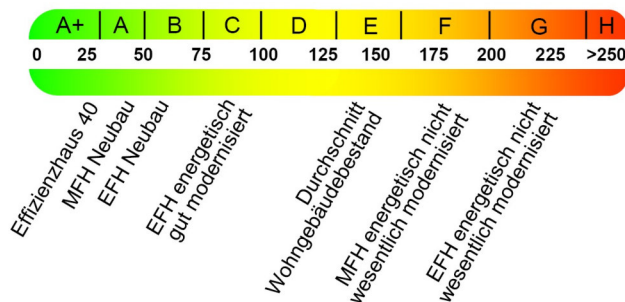 A+ A B C D E F G H
0 25 50 75 100 125 150 175 200 225 >250
Effizienzhaus 40
MFH Neubau
EFH Neubau
EFH energetisch
gut modernisiert
Durchschnitt
Wohngebäudebestand
MFH energetisch nicht
wesentlich modernisiert
EFH energetisch nicht
wesentlich modernisiert